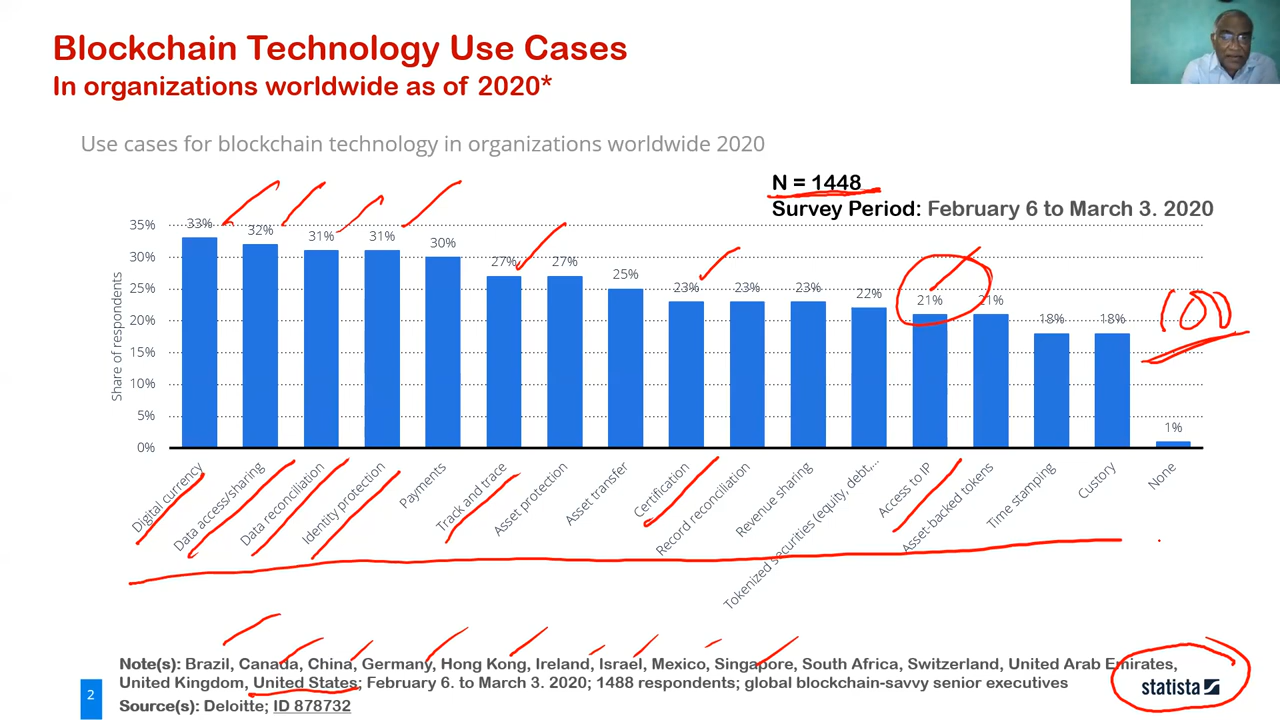 Blockchain Technology Use Cases
In organizations worldwide as of 2020*
Use cases for blockchain technology in organizations worldwide 2020
N = 1448
Survey Period: February 6 to March 3. 2020
Share of respondents
35%
30%
25%
20%
15%
10%
5%
0%
33%
32%
31%
31%
30%
27%
27%
25%
23%
23%
23%
22%
21%
21%
18%
18%
1%
100
Digital currency
Data access/sharing
Data reconciliation
Identity protection
Payments
Track and trace
Asset protection
Asset transfer
Certification
Record reconciliation
Revenue sharing
Tokenized securities (equity, debt,...
Access to IP
Asset-backed tokens
Time stamping
Custory
None
Note(s): Brazil, Canada, China, Germany, Hong Kong, Ireland, Israel, Mexico, Singapore, South Africa, Switzerland, United Arab Emirates,
United Kingdom, United States; February 6. to March 3. 2020; 1488 respondents; global blockchain-savvy senior executives
Source(s): Deloitte; ID 878732
2
statista